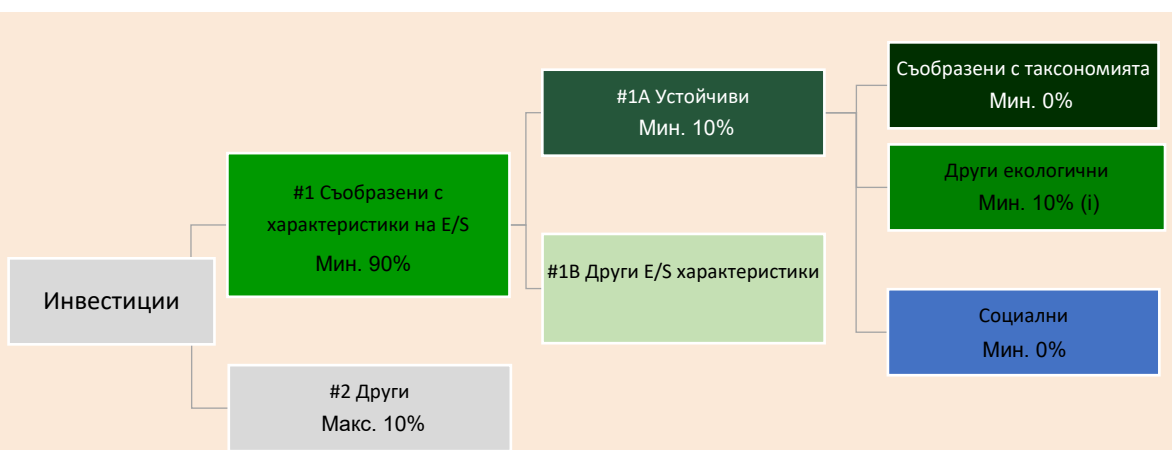 Инвестиции
#1 Съобразени с
характеристики на E/S
Мин. 90%
#2 Други
Макс. 10%
#1A Устойчиви
Мин. 10%
#1B Други E/S характеристики
Съобразени с таксономията
Мин. 0%
Други екологични
Мин. 10% (i)
Социални
Мин. 0%